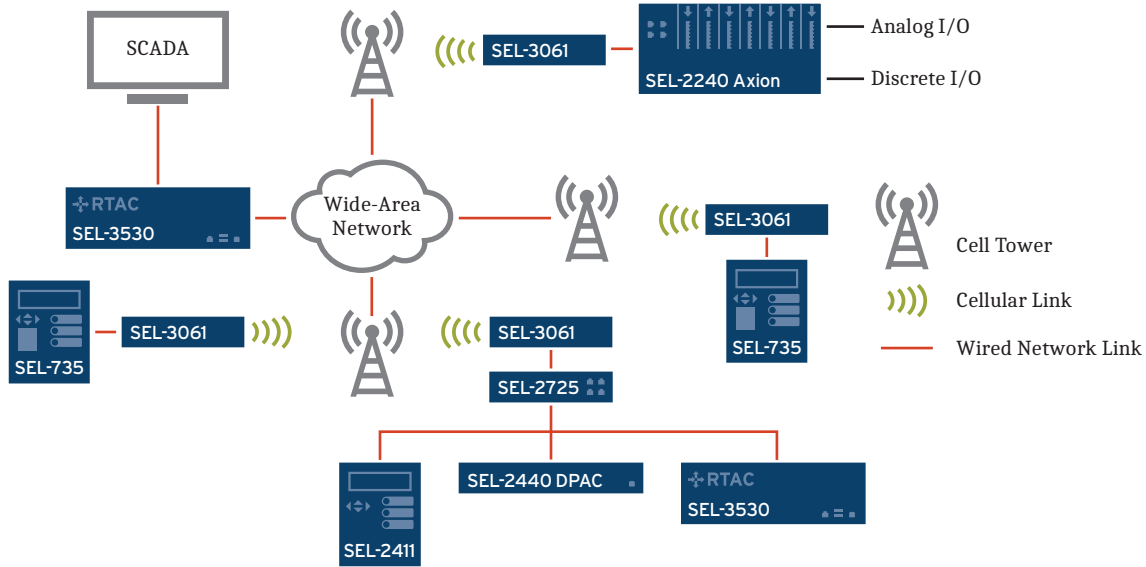 SCADA
SEL-3061
SEL-2240 Axion
Analog I/O
Discrete I/O
RTAC
SEL-3530
Wide-Area
Network
SEL-3061
SEL-735
Cell Tower
Cellular Link
Wired Network Link
SEL-735
SEL-3061
SEL-3061
SEL-2725
SEL-2411
SEL-2440 DPAC
RTAC
SEL-3530